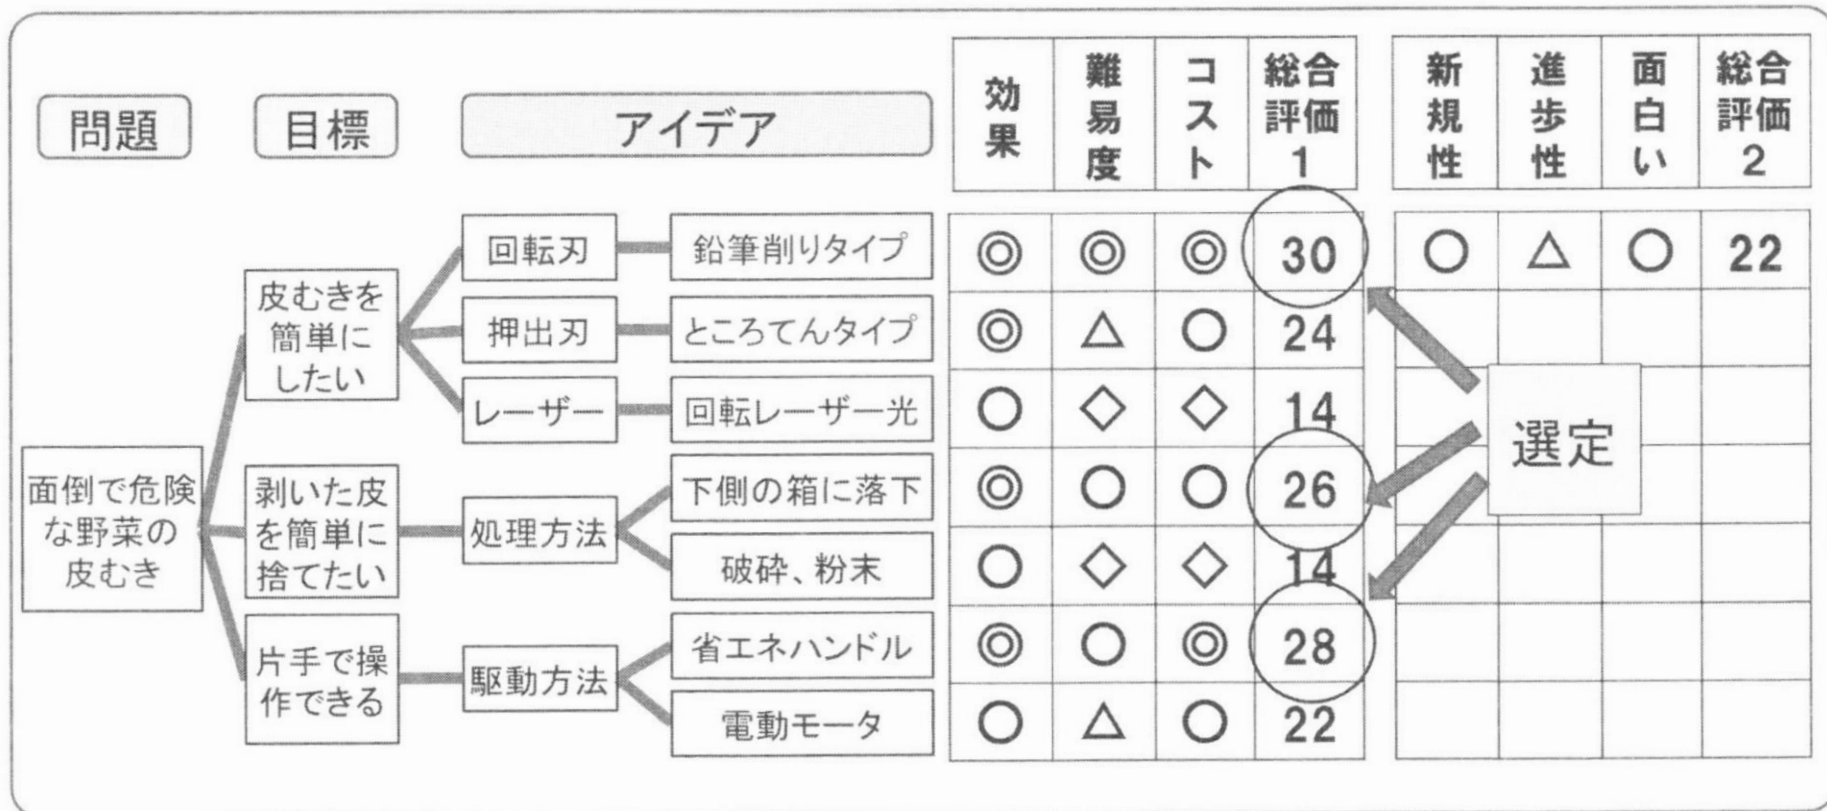 問題
目標
アイデア
効果
難易度
コスト
総合評価1
新規性
進歩性
面白い
総合評価2
面倒で危険
な野菜の
皮むき
皮むきを
簡単に
したい
剥いた皮
を簡単に
捨てたい
片手で操
作できる
回転刃
鉛筆削りタイプ
◎ ◎ ◎ 30
○ △ ○ 22
押出刃
ところてんタイプ
◎ △ ○ 24
レーザー
回転レーザー光
○ ◇ ◇ 14
処理方法
下側の箱に落下
◎ ○ ○ 26
破砕、粉末
○ ◇ ◇ 14
駆動方法
省エネハンドル
◎ ○ ◎ 28
電動モータ
○ △ ○ 22
選定